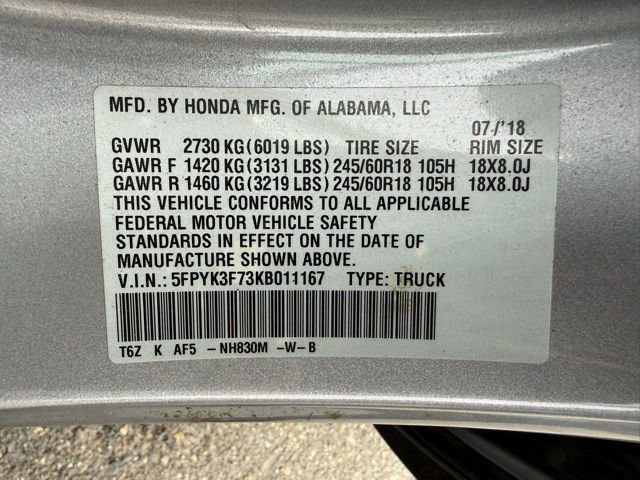 MFD. BY HONDA MFG. OF ALABAMA, LLC
07/'18
GVWR 2730 KG (6019 LBS) TIRE SIZE RIM SIZE
GAWR F 1420 KG (3131 LBS) 245/60R18 105H 18X8.0J
GAWR R 1460 KG (3219 LBS) 245/60R18 105H 18X8.0J
THIS VEHICLE CONFORMS TO ALL APPLICABLE
FEDERAL MOTOR VEHICLE SAFETY
STANDARDS IN EFFECT ON THE DATE OF
MANUFACTURE SHOWN ABOVE.
V.I.N.: 5FPYK3F73KB011167 TYPE: TRUCK
T6Z K AF5 -NH830M -W-B